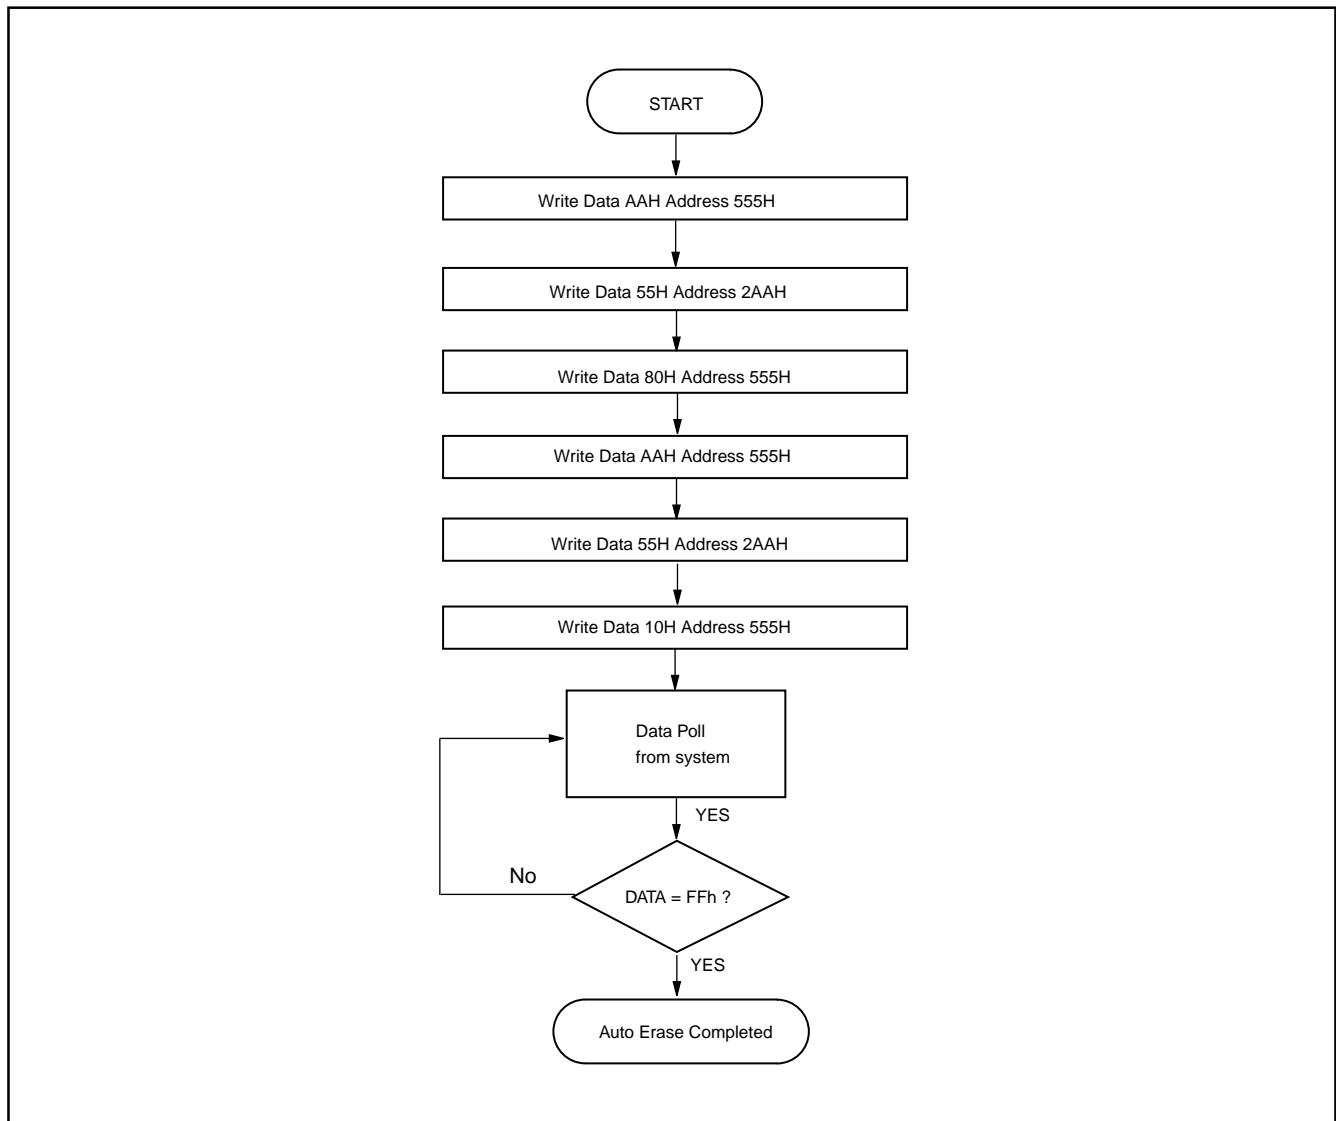 START
Write Data AAH Address 555H
Write Data 55H Address 2AAH
Write Data 80H Address 555H
Write Data AAH Address 555H
Write Data 55H Address 2AAH
Write Data 10H Address 555H
Data Poll
from system
YES
No
DATA = FFh ?
YES
Auto Erase Completed